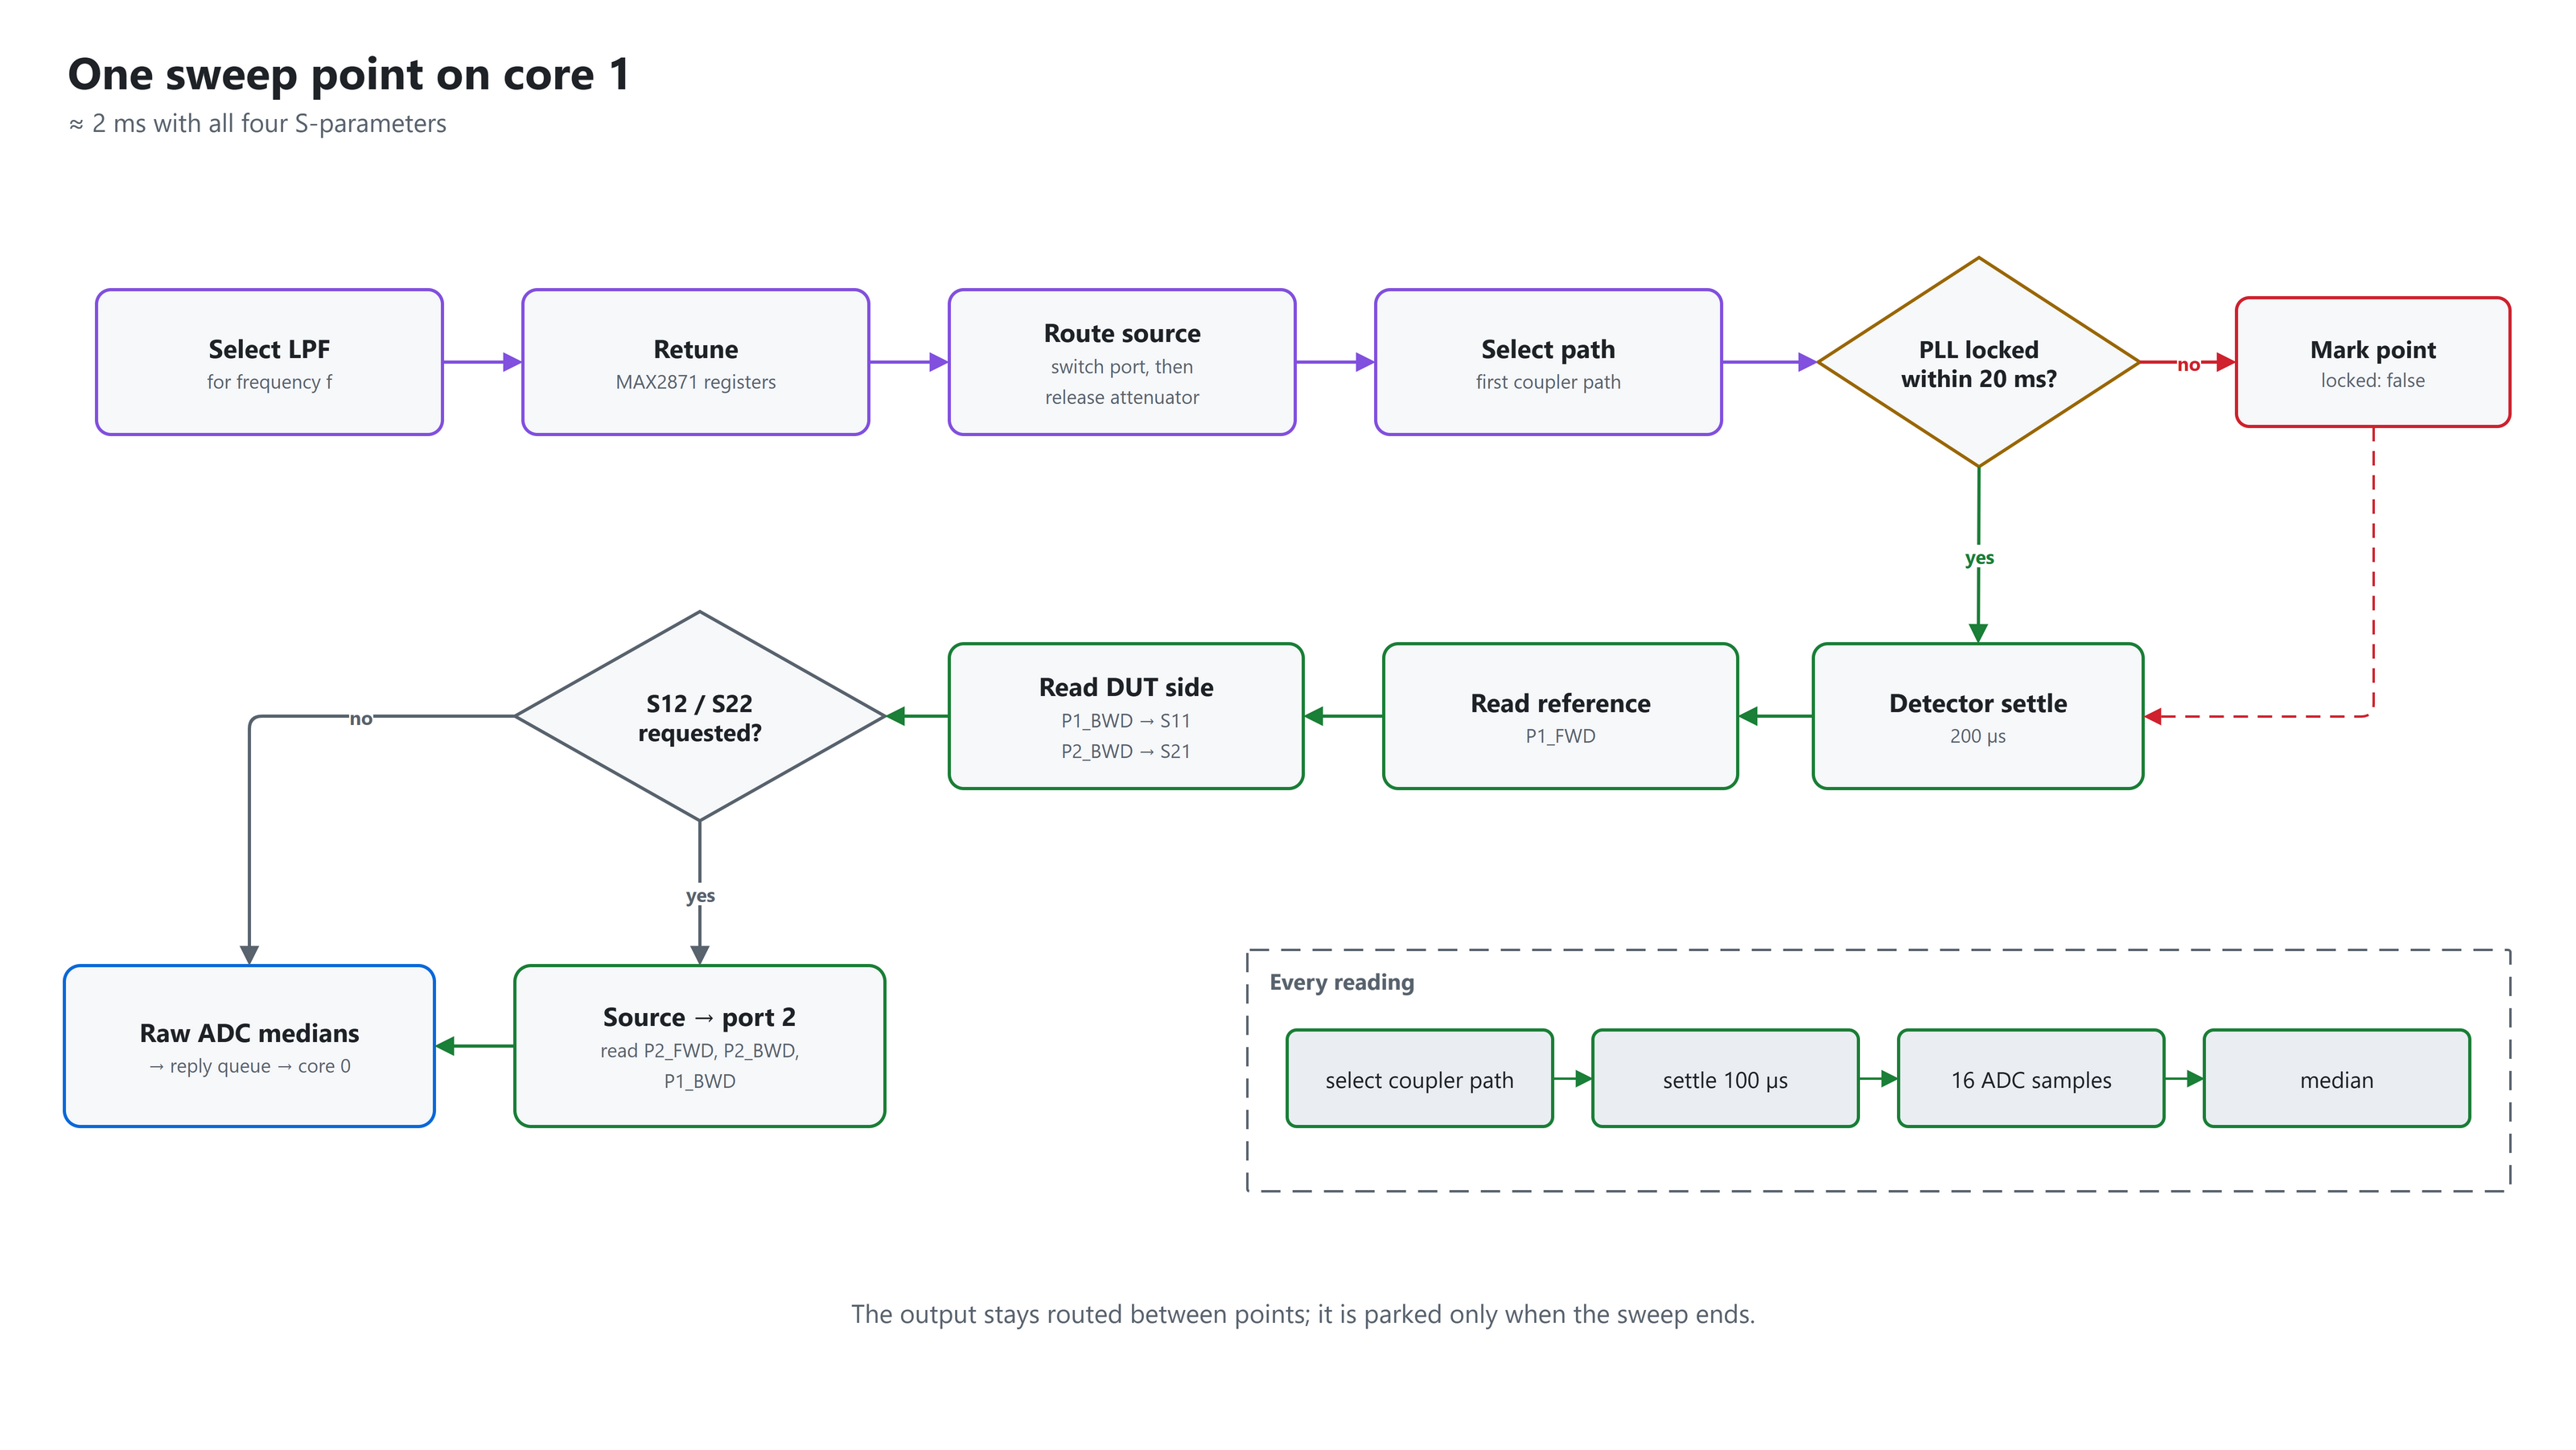 One sweep point on core 1
≈ 2 ms with all four S-parameters
Select LPF
for frequency f
Retune
MAX2871 registers
Route source
switch port, then
release attenuator
Select path
first coupler path
PLL locked
within 20 ms?
no
Mark point
locked: false
yes
Detector settle
200 µs
Read reference
P1_FWD
Read DUT side
P1_BWD → S11
P2_BWD → S21
S12 / S22
requested?
no
yes
Source → port 2
read P2_FWD, P2_BWD,
P1_BWD
Raw ADC medians
→ reply queue → core 0
Every reading
select coupler path
settle 100 µs
16 ADC samples
median
The output stays routed between points; it is parked only when the sweep ends.